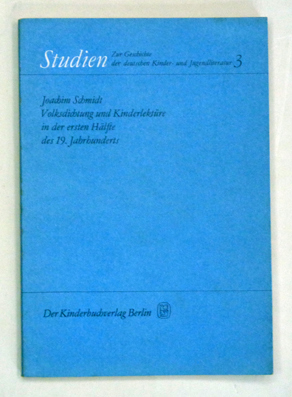 Studien Zur Geschichte
der deutschen Kinder- und Jugendliteratur 3
Joachim Schmidt
Volksdichtung und Kinderlektüre
in der ersten Hälfte
des 19. Jahrhunderts
Der Kinderbuchverlag Berlin